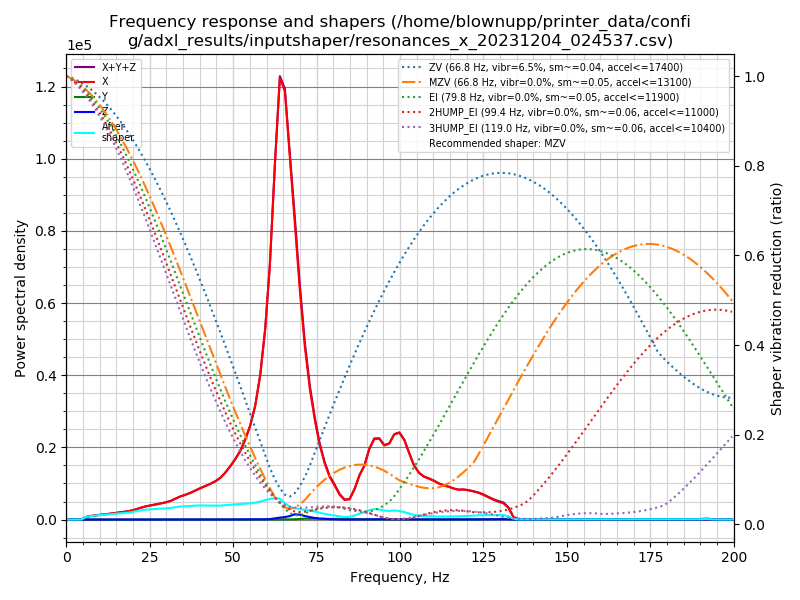 Frequency response and shapers (/home/blownupp/printer_data/confi
g/adxl_results/inputshaper/resonances_x_20231204_024537.csv)
1e5
X+Y+Z
X
Y
Z
After
shaper
ZV (66.8 Hz, vibr=6.5%, sm~=0.04, accel<=17400)
MZV (66.8 Hz, vibr=0.0%, sm~=0.05, accel<=13100)
EI (79.8 Hz, vibr=0.0%, sm~=0.05, accel<=11900)
2HUMP_EI (99.4 Hz, vibr=0.0%, sm~=0.06, accel<=11000)
3HUMP_EI (119.0 Hz, vibr=0.0%, sm~=0.06, accel<=10400)
Recommended shaper: MZV
Power spectral density
1.2
1.0
0.8
0.6
0.4
0.2
0.0
1.0
0.8
0.6
0.4
0.2
0.0
Shaper vibration reduction (ratio)
0 25 50 75 100 125 150 175 200
Frequency, Hz